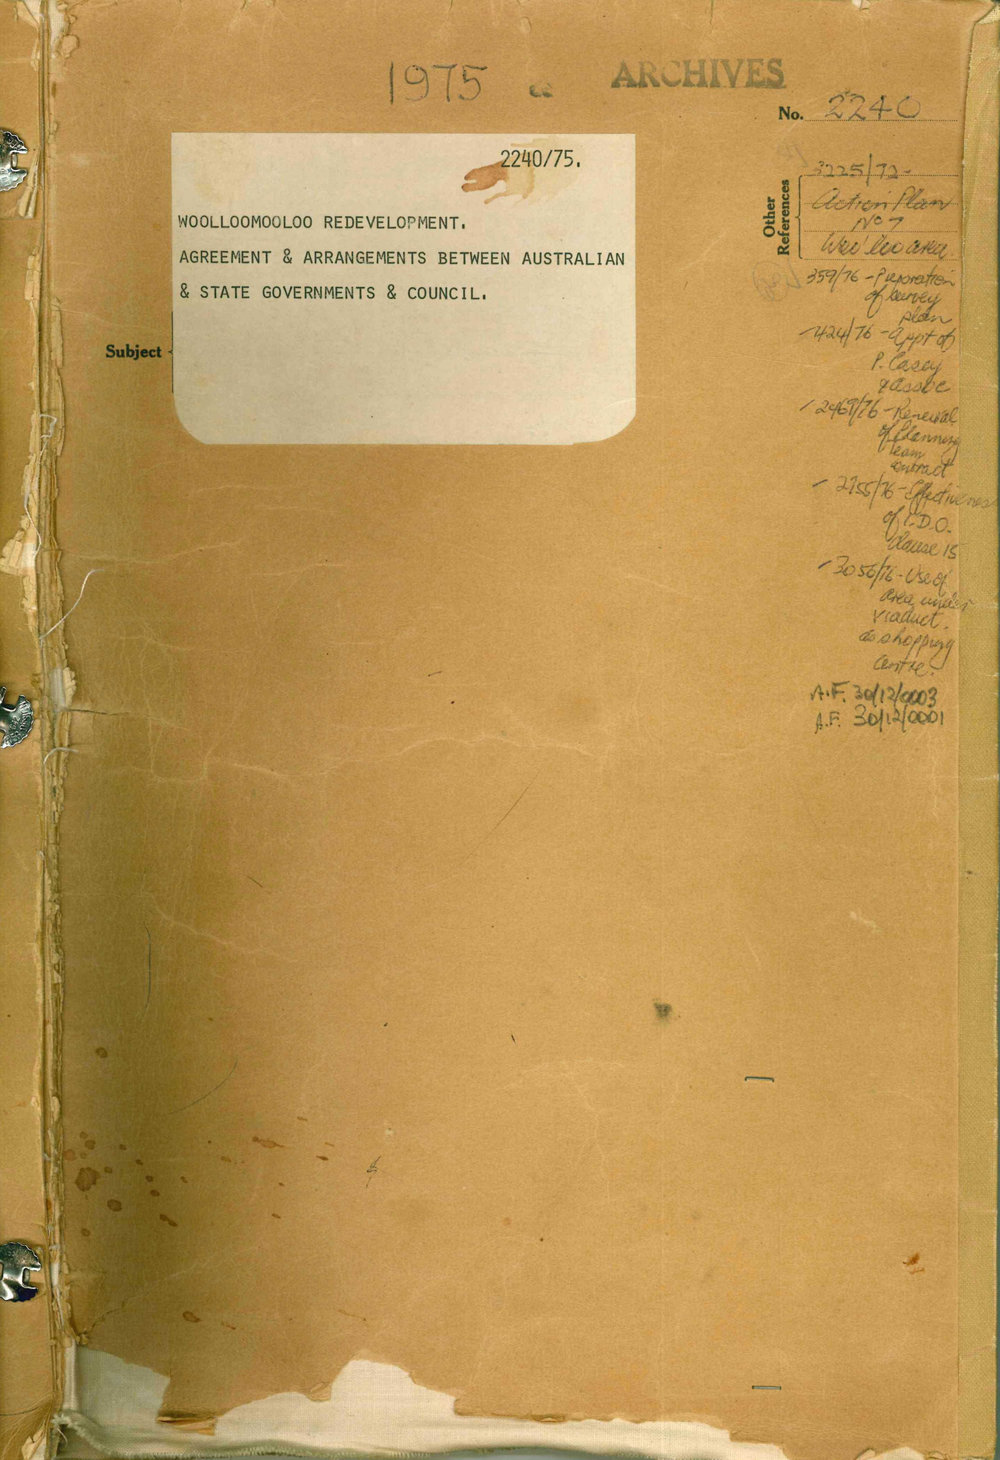 1975
ARCHIVES
No. 2240
2240/75.
WOOLLOOMOOLOO REDEVELOPMENT.
AGREEMENT & ARRANGEMENTS BETWEEN AUSTRALIAN
& STATE GOVERNMENTS & COUNCIL.
Subject
Other
References
3225/72-
Action Plan
No 7
W'loo area.
359/76 - Preparation
of survey
plan
424/76 - Appt of
P. Casey
& Assoc
2469/76 - Renewal
of Planning
team
contract
2755/76 - Effectiveness
of I.D.O.
Clause 15
3056/76 - Use of
area under
viaduct.
as shopping
centre.
A.F. 30/12/0003
A.F. 30/12/0001